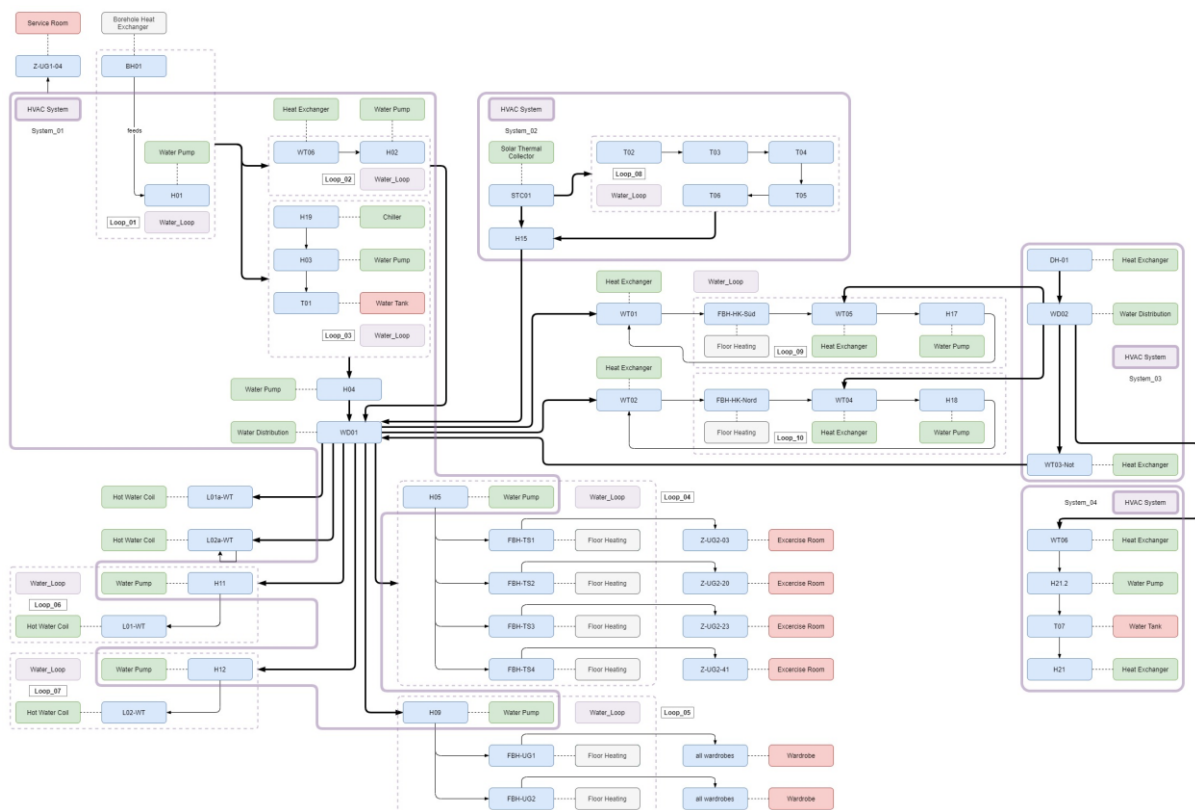 Service Room
Borehole Heat
Exchanger
Z-UG1-04
BH01
HVAC System
System_01
feeds
Water Pump
H01
Loop_01
Water_Loop
Heat Exchanger
Water Pump
WT06
H02
Loop_02
Water_Loop
H19
Chiller
H03
Water Pump
T01
Water Tank
Loop_03
Water_Loop
Water Pump
H04
Water Distribution
WD01
HVAC System
System_02
Solar Thermal
Collector
STC01
H15
T02
T03
T04
Loop_08
Water_Loop
T06
T05
Heat Exchanger
Water_Loop
WT01
FBH-HK-Süd
WT05
H17
Floor Heating
Loop_09
Heat Exchanger
Water Pump
Heat Exchanger
WT02
FBH-HK-Nord
WT04
H18
Floor Heating
Loop_10
Heat Exchanger
Water Pump
DH-01
Heat Exchanger
WD02
Water Distribution
HVAC System
System_03
WT03-Not
Heat Exchanger
System_04
HVAC System
WT06
Heat Exchanger
H21.2
Water Pump
T07
Water Tank
H21
Heat Exchanger
Hot Water Coil
L01a-WT
Hot Water Coil
L02a-WT
Water_Loop
Water Pump
H11
Loop_06
Hot Water Coil
L01-WT
Water_Loop
Water Pump
H12
Loop_07
Hot Water Coil
L02-WT
H05
Water Pump
Water_Loop
Loop_04
FBH-TS1
Floor Heating
Z-UG2-03
Excercise Room
FBH-TS2
Floor Heating
Z-UG2-20
Excercise Room
FBH-TS3
Floor Heating
Z-UG2-23
Excercise Room
FBH-TS4
Floor Heating
Z-UG2-41
Excercise Room
H09
Water Pump
Water_Loop
Loop_05
FBH-UG1
Floor Heating
all wardrobes
Wardrobe
FBH-UG2
Floor Heating
all wardrobes
Wardrobe